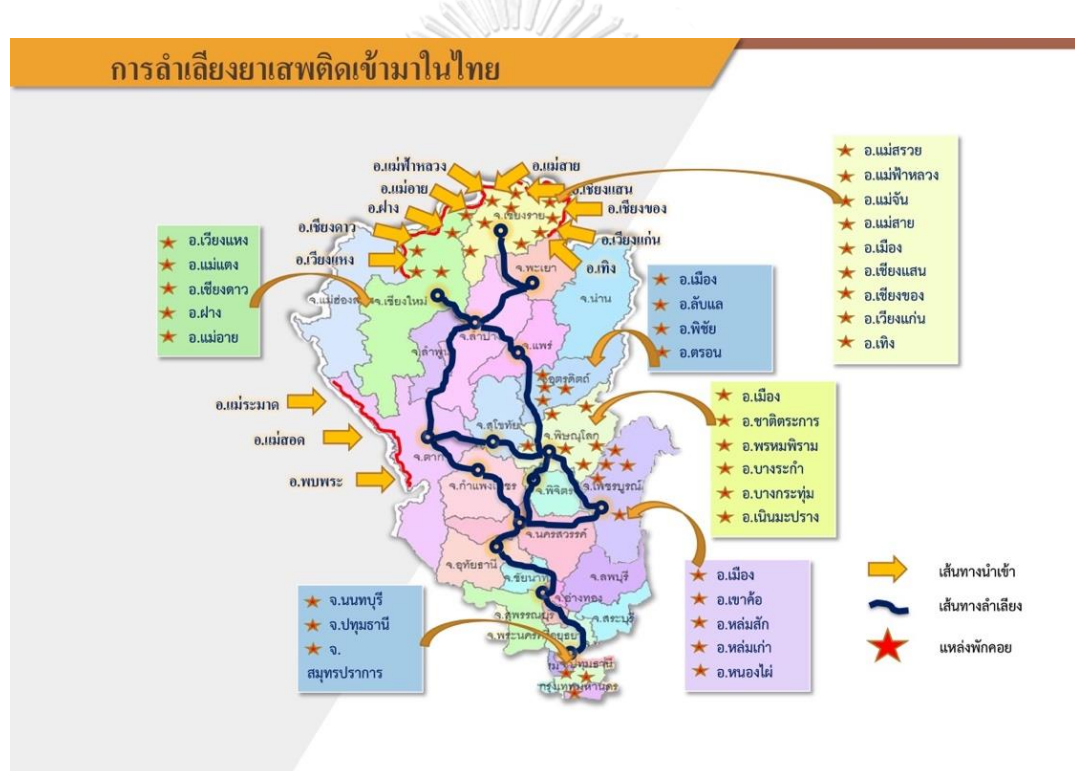 การลำเลียงยาเสพติดเข้ามาในไทย
อ.แม่ฟ้าหลวง
อ.แม่สาย
อ.แม่อาย
อ.เชียงแสน
อ.ฝาง
อ.เชียงของ
อ.เชียงดาว
อ.เวียงแก่น
อ.เวียงแหง
อ.เทิง
อ.แม่สรวย
อ.แม่ฟ้าหลวง
อ.แม่จัน
อ.แม่สาย
อ.เมือง
อ.เชียงแสน
อ.เชียงของ
อ.เวียงแก่น
อ.เทิง
อ.เวียงแหง
อ.แม่แตง
อ.เชียงดาว
อ.ฝาง
อ.แม่อาย
อ.เมือง
อ.ลับแล
อ.พิชัย
อ.ตรอน
จ.เชียงราย
จ.พะเยา
จ.น่าน
จ.แม่ฮ่องส
จ.เชียงใหม่
จ.ลำปาง
จ.ลำพูน
จ.แพร่
อุตรดิตถ์
อ.แม่ระมาด
อ.แม่สอด
อ.พบพระ
จ.สุโขทัย
จ.พิษณุโลก
จ.ตาก
จ.กำแพงเพชร
จ.พิจิตร
จ.เพชรบูรณ์
อ.เมือง
อ.ชาติตระการ
อ.พรหมพิราม
อ.บางระกำ
อ.บางกระทุ่ม
อ.เนินมะปราง
จ.นครสวรรค์
จ.อุทัยธานี
จ.ชัยนาท
จ.ลพบุรี
จ.อ่างทอง
จ.สุพรรณบุร
จ.สระบุรี
จ.พระนครศรีอยุธยา
จ.ปทุมธานี
กรุงเทพมหานคร
จ.นนทบุรี
จ.ปทุมธานี
จ.
สมุทรปราการ
อ.เมือง
อ.เขาค้อ
อ.หล่มสัก
อ.หล่มเก่า
อ.หนองไผ่
เส้นทางนำเข้า
เส้นทางลำเลียง
แหล่งพักคอย